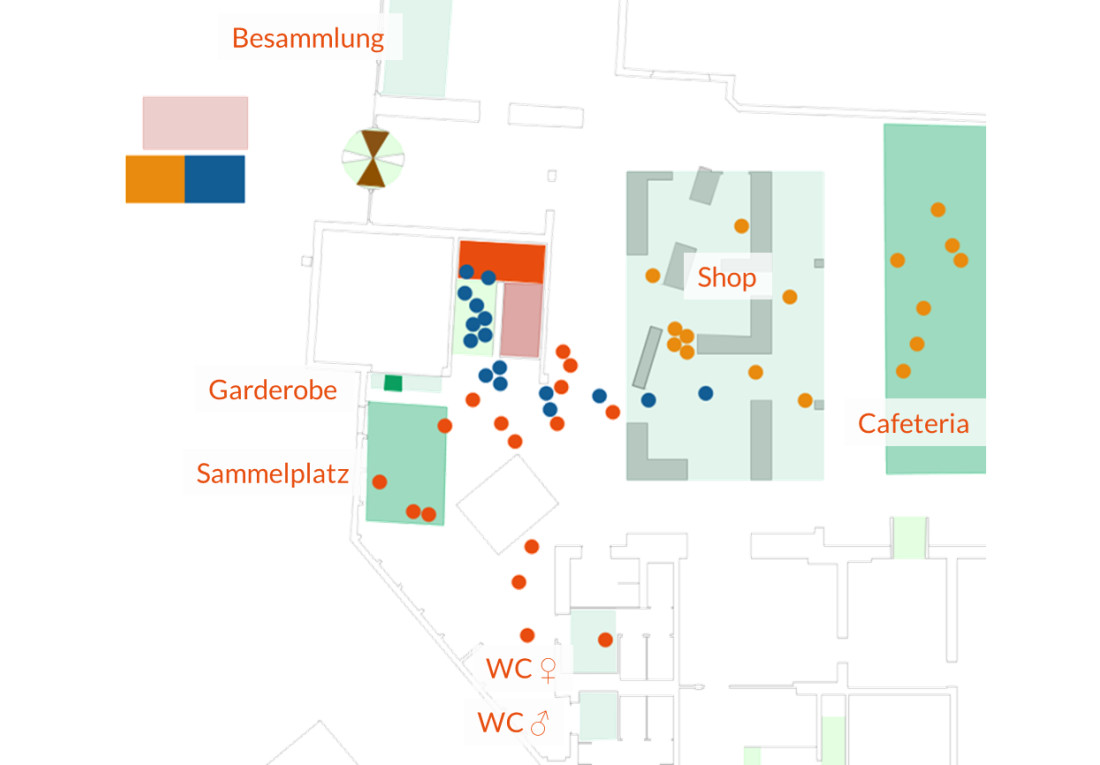 Besammlung
Shop
Garderobe
Cafeteria
Sammelplatz
WC ♀
WC ♂